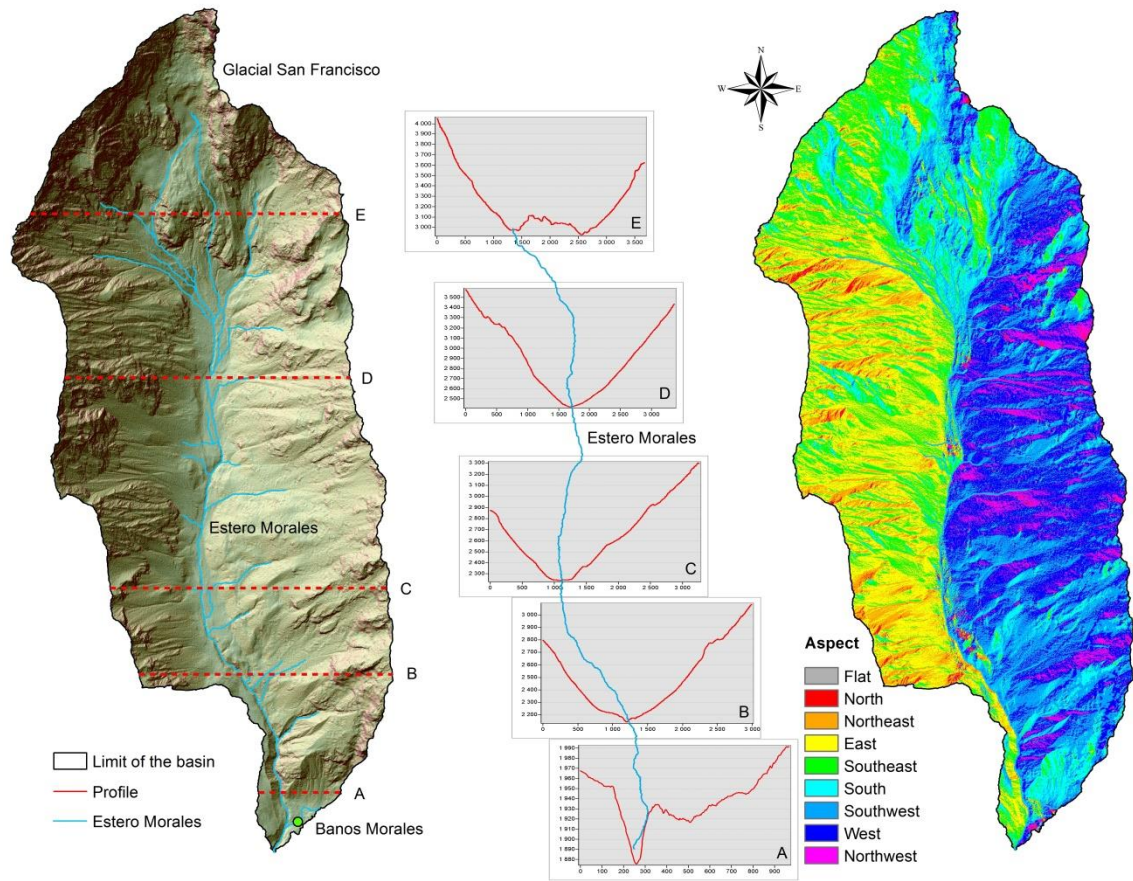 Glacial San Francisco
E
D
Estero Morales
C
B
A
Banos Morales
Limit of the basin
Profile
Estero Morales
4 000
3 900
3 800
3 700
3 600
3 500
3 400
3 300
3 200
3 100
3 000
E
0 500 1 000 1 500 2 000 2 500 3 000 3 500
3 500
3 400
3 300
3 200
3 100
3 000
2 900
2 800
2 700
2 600
2 500
D
0 500 1 000 1 500 2 000 2 500 3 000
Estero Morales
3 300
3 200
3 100
3 000
2 900
2 800
2 700
2 600
2 500
2 400
2 300
C
0 500 1 000 1 500 2 000 2 500 3 000
3 000
2 900
2 800
2 700
2 600
2 500
2 400
2 300
2 200
B
0 500 1 000 1 500 2 000 2 500 3 000
1 990
1 980
1 970
1 960
1 950
1 940
1 930
1 920
1 910
1 900
1 890
1 880
A
0 100 200 300 400 500 600 700 800 900
N
W E
S
Aspect
Flat
North
Northeast
East
Southeast
South
Southwest
West
Northwest